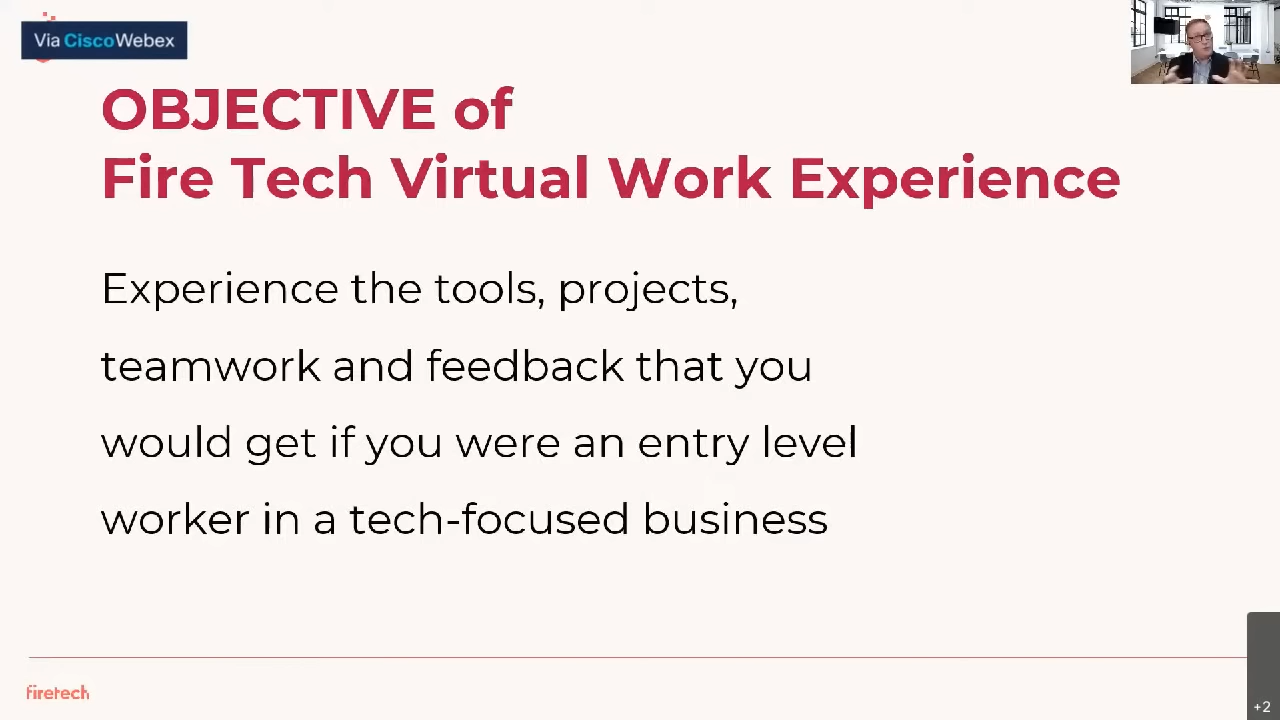 Via CiscoWebex
OBJECTIVE of
Fire Tech Virtual Work Experience
Experience the tools, projects,
teamwork and feedback that you
would get if you were an entry level
worker in a tech-focused business
firetech
+2